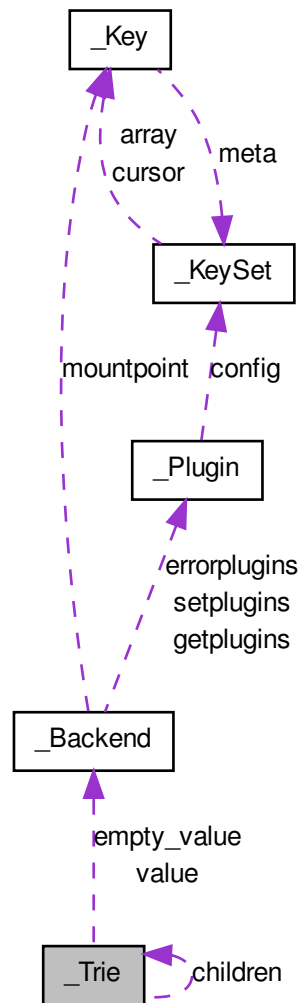 _Key
array
cursor
meta
_KeySet
mountpoint
config
_Plugin
errorplugins
setplugins
getplugins
_Backend
empty_value
value
_Trie
children